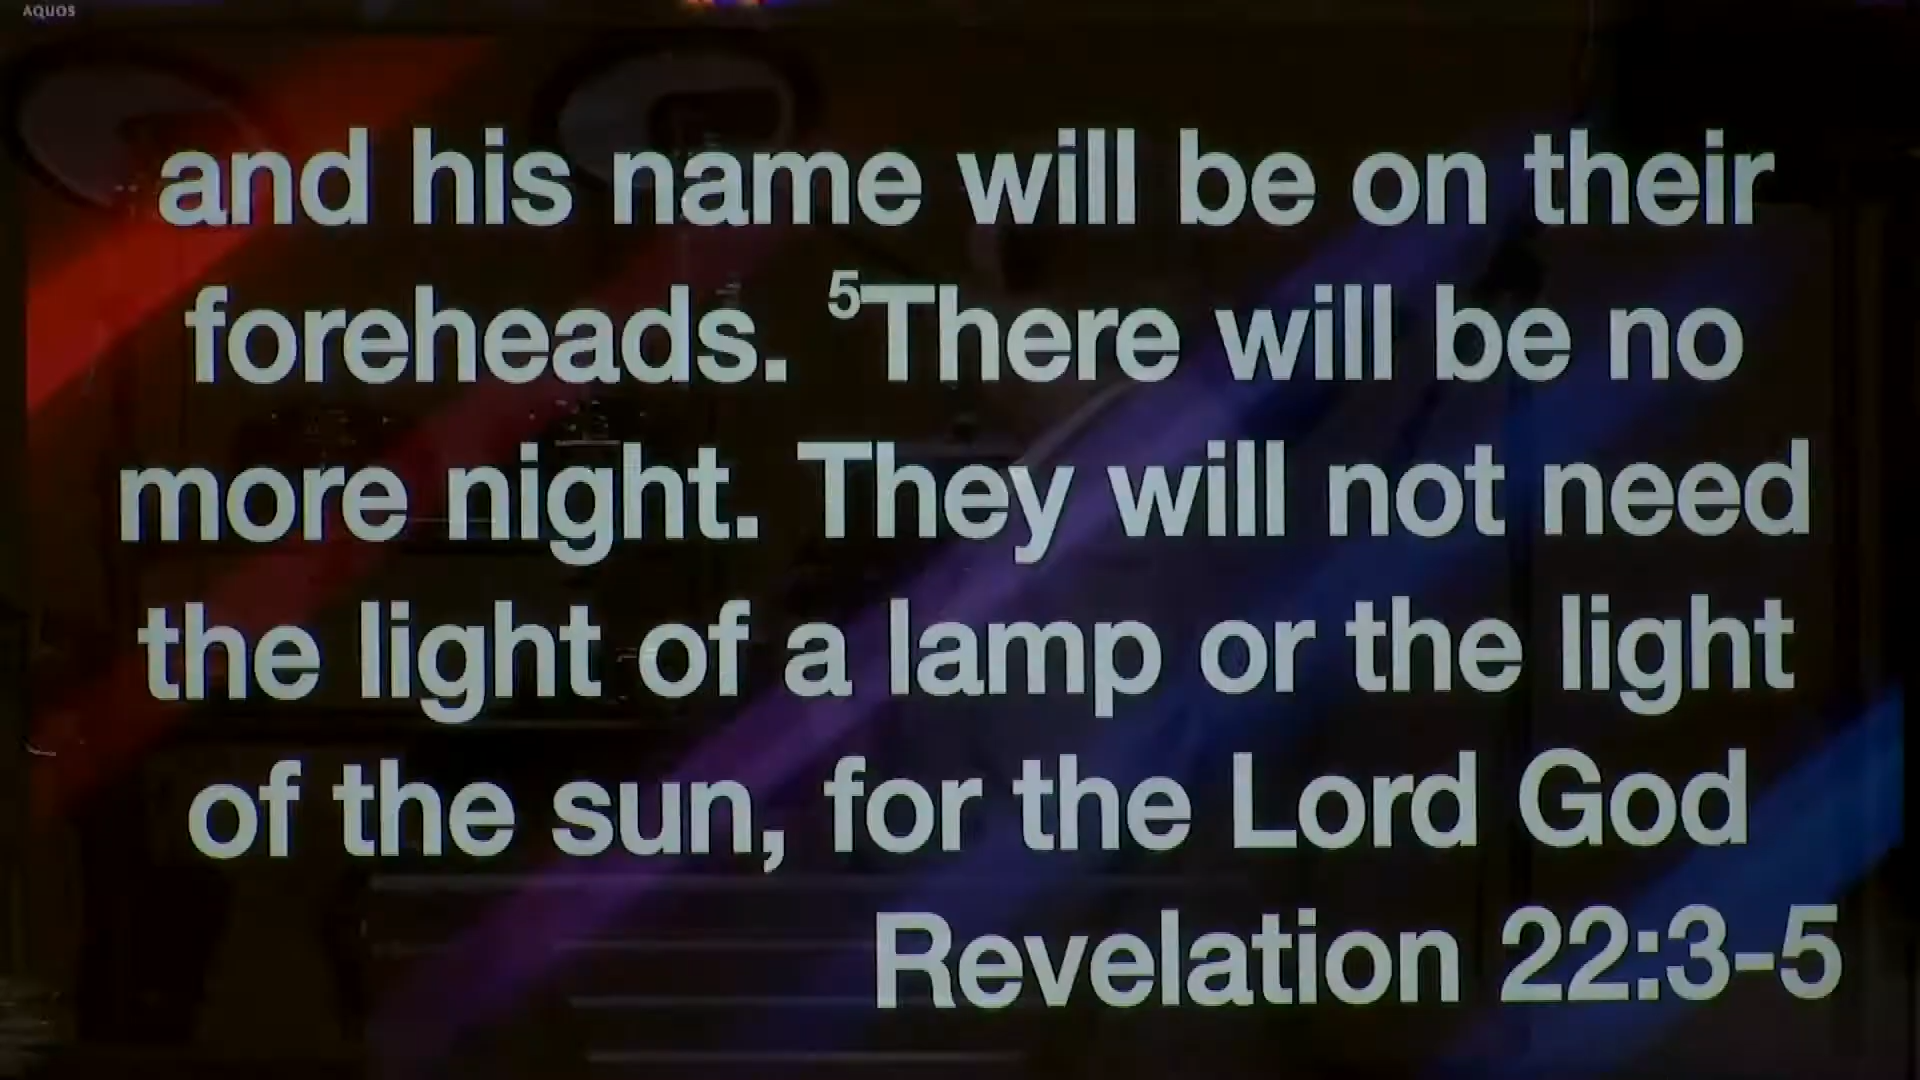 AQUOS
and his name will be on their
foreheads. ⁵There will be no
more night. They will not need
the light of a lamp or the light
of the sun, for the Lord God
Revelation 22:3-5